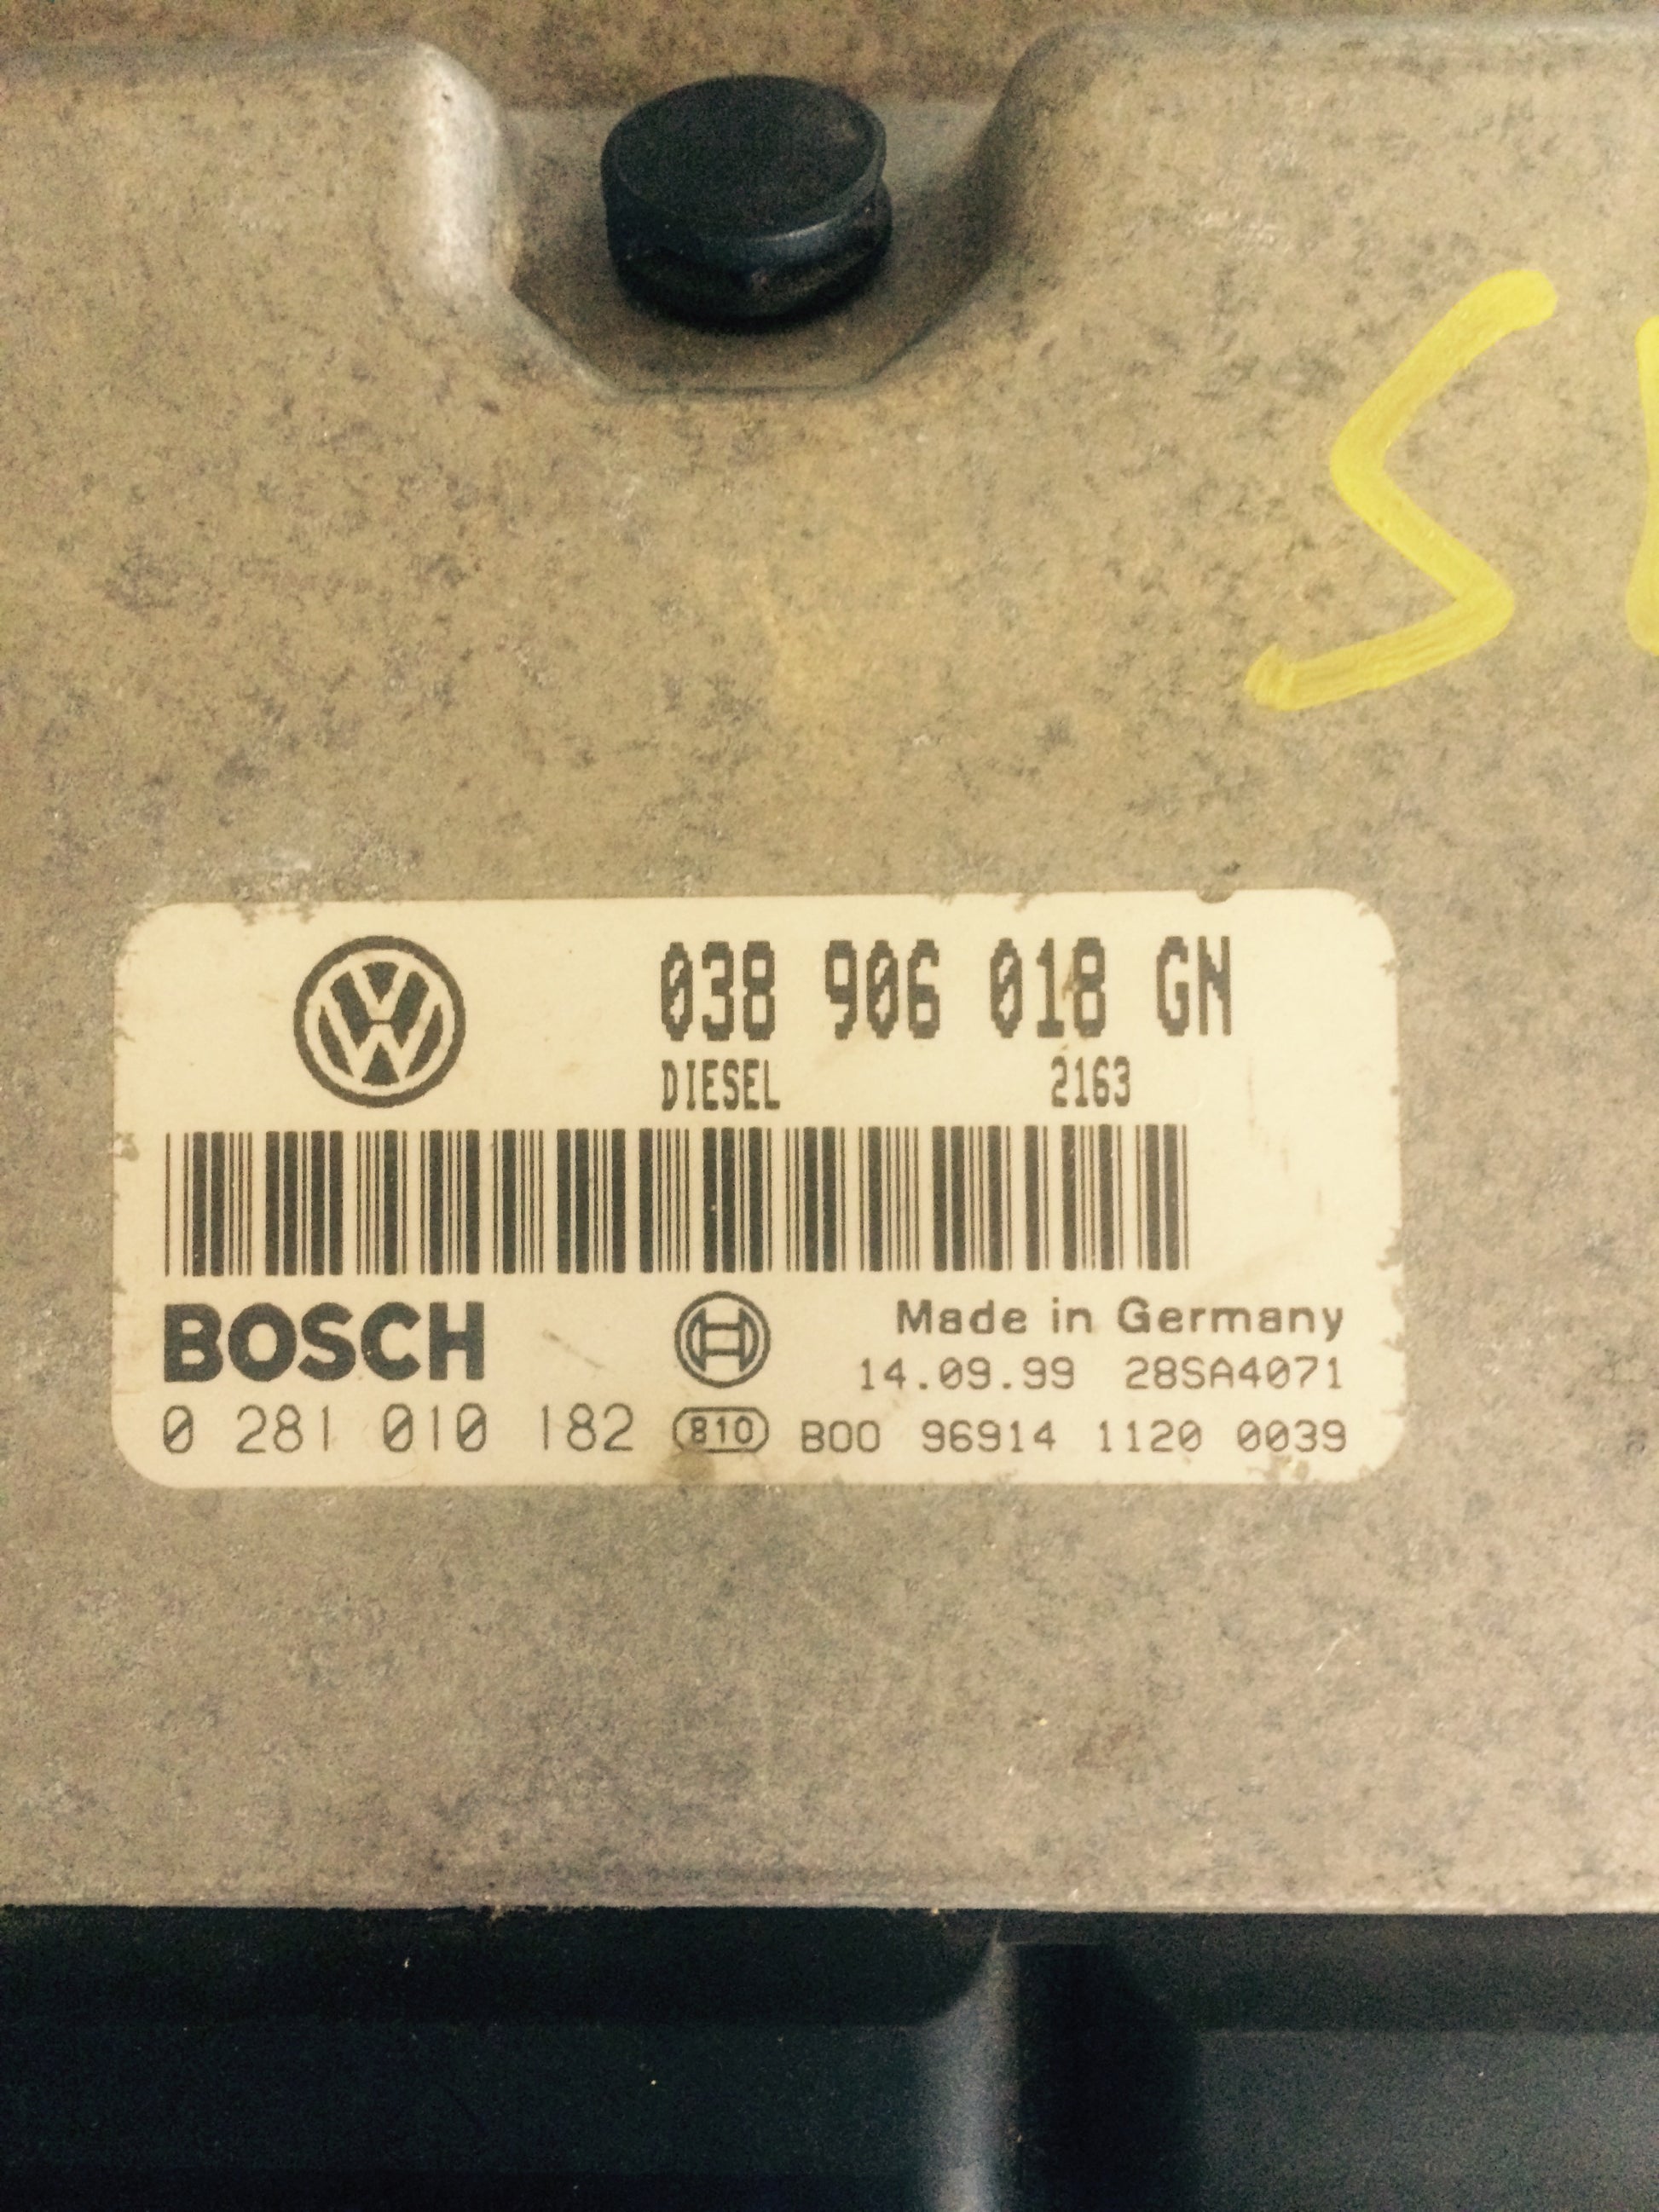 S
038 906 018 GN
DIESEL 2163
BOSCH Made in Germany
14.09.99 28SA4071
0 281 010 182 810 B00 96914 1120 0039